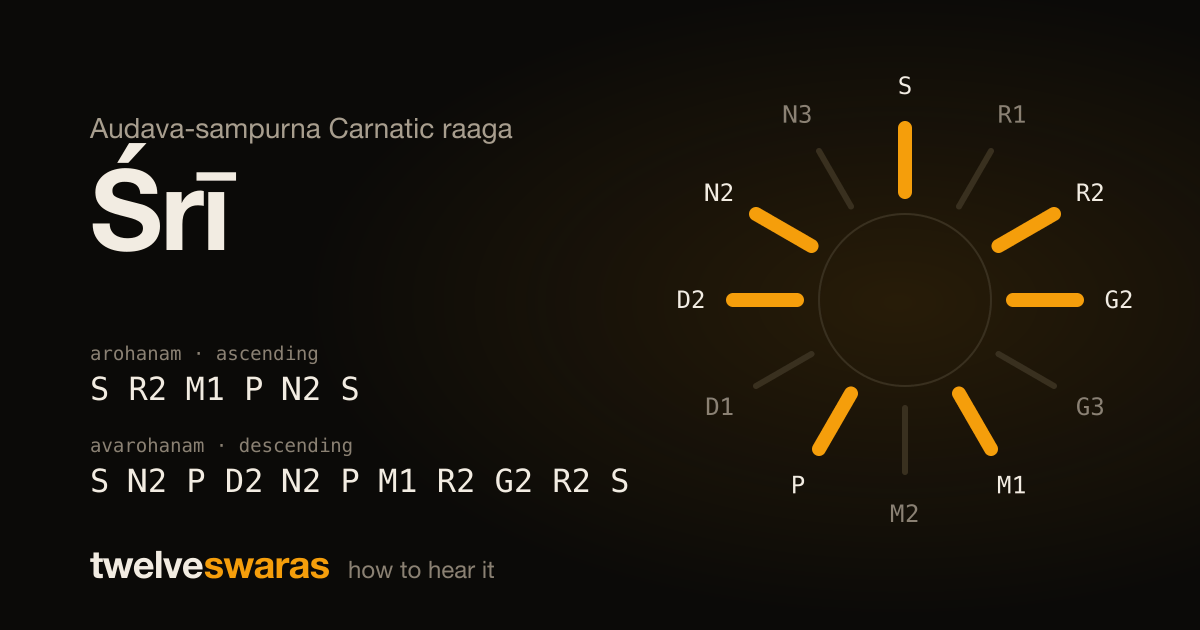 Audava-sampurna Carnatic raaga
Śrī
arohanam · ascending
S R2 M1 P N2 S
avarohanam · descending
S N2 P D2 N2 P M1 R2 G2 R2 S
twelveswaras how to hear it
S
R1
R2
G2
G3
M1
M2
P
D1
D2
N2
N3